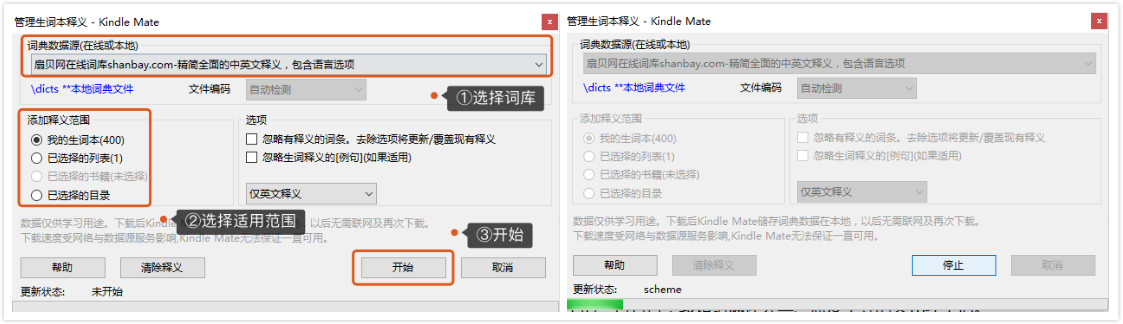 管理生词本释义 - Kindle Mate
词典数据源(在线或本地)
扇贝网在线词库shanbay.com-精简全面的中英文释义，包含语言选项
\dicts **本地词典文件
文件编码
自动检测
①选择词库
添加释义范围
我的生词本(400)
已选择的列表(1)
已选择的书籍(未选择)
已选择的目录
选项
忽略有释义的词条。去除选项将更新/覆盖现有释义
忽略生词释义的[例句](如果适用)
仅英文释义
②选择适用范围
数据仅供学习用途。下载后Kindle
以后无需联网及再次下载。
下载速度受网络与数据源服务影响,Kindle Mate无法保证一直可用。
③开始
帮助
清除释义
开始
取消
更新状态:
未开始
管理生词本释义 - Kindle Mate
词典数据源(在线或本地)
扇贝网在线词库shanbay.com-精简全面的中英文释义，包含语言选项
\dicts **本地词典文件
文件编码
自动检测
添加释义范围
我的生词本(400)
已选择的列表(1)
已选择的书籍(未选择)
已选择的目录
选项
忽略有释义的词条。去除选项将更新/覆盖现有释义
忽略生词释义的[例句](如果适用)
仅英文释义
数据仅供学习用途。下载后Kindle Mate储存词典数据在本地，以后无需联网及再次下载。
下载速度受网络与数据源服务影响,Kindle Mate无法保证一直可用。
帮助
清除释义
停止
取消
更新状态:
scheme